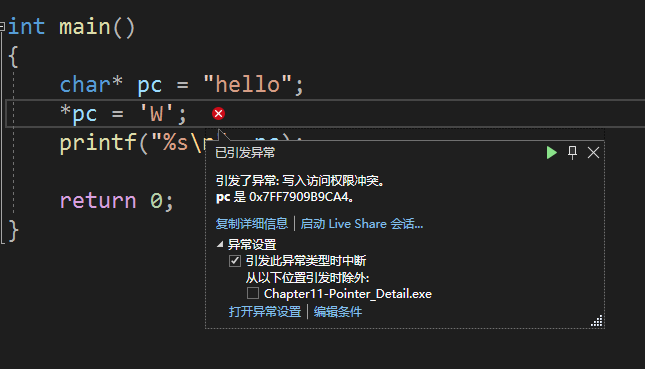 int main()
{
char* pc = "hello";
*pc = 'W';
printf("%s\n", pc);
已引发异常
引发了异常: 写入访问权限冲突。
pc 是 0x7FF7909B9CA4。
return 0;
复制详细信息 | 启动 Live Share 会话...
}
异常设置
引发此异常类型时中断
从以下位置引发时除外:
Chapter11-Pointer_Detail.exe
打开异常设置 | 编辑条件